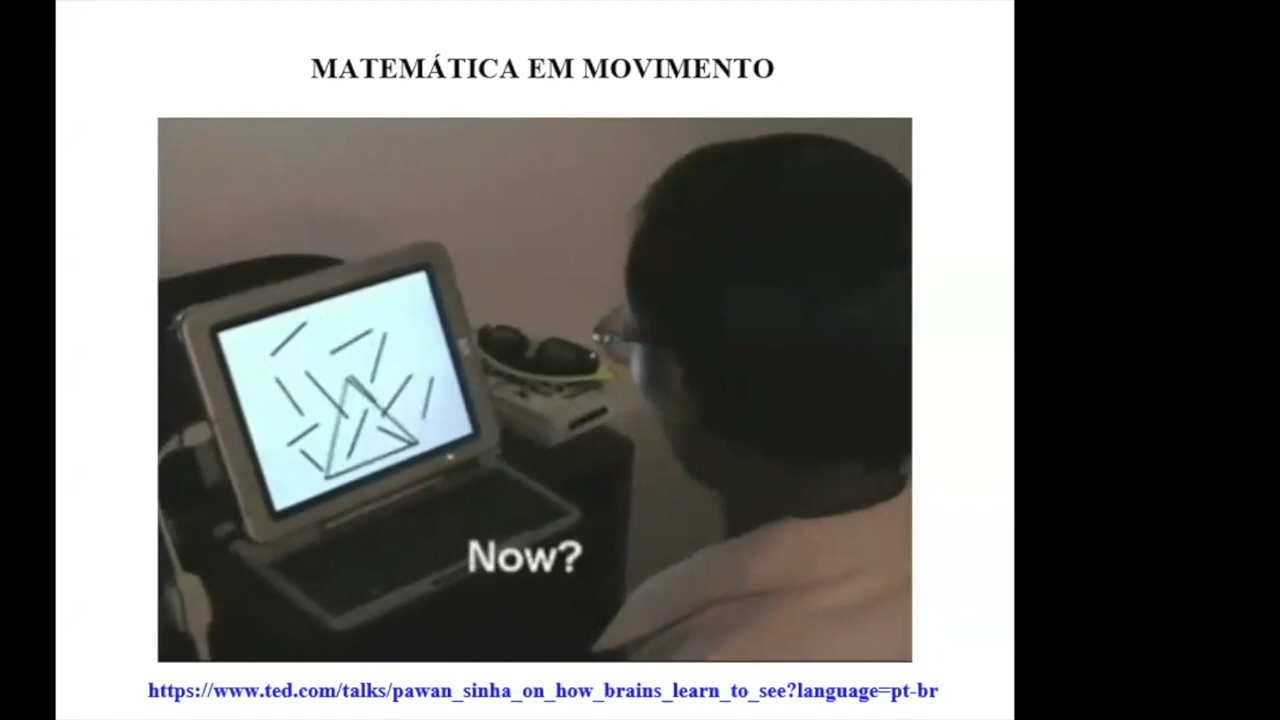 MATEMÁTICA EM MOVIMENTO
Now?
https://www.ted.com/talks/pawan_sinha_on_how_brains_learn_to_see?language=pt-br